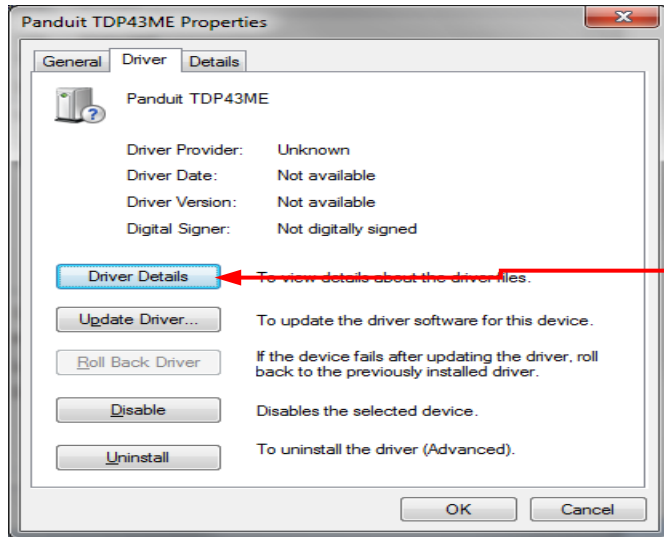 Panduit TDP43ME Properties
General Driver Details
Panduit TDP43ME
Driver Provider: Unknown
Driver Date: Not available
Driver Version: Not available
Digital Signer: Not digitally signed
Driver Details To view details about the driver files.
Update Driver... To update the driver software for this device.
Roll Back Driver If the device fails after updating the driver, roll
back to the previously installed driver.
Disable Disables the selected device.
Uninstall To uninstall the driver (Advanced).
OK Cancel